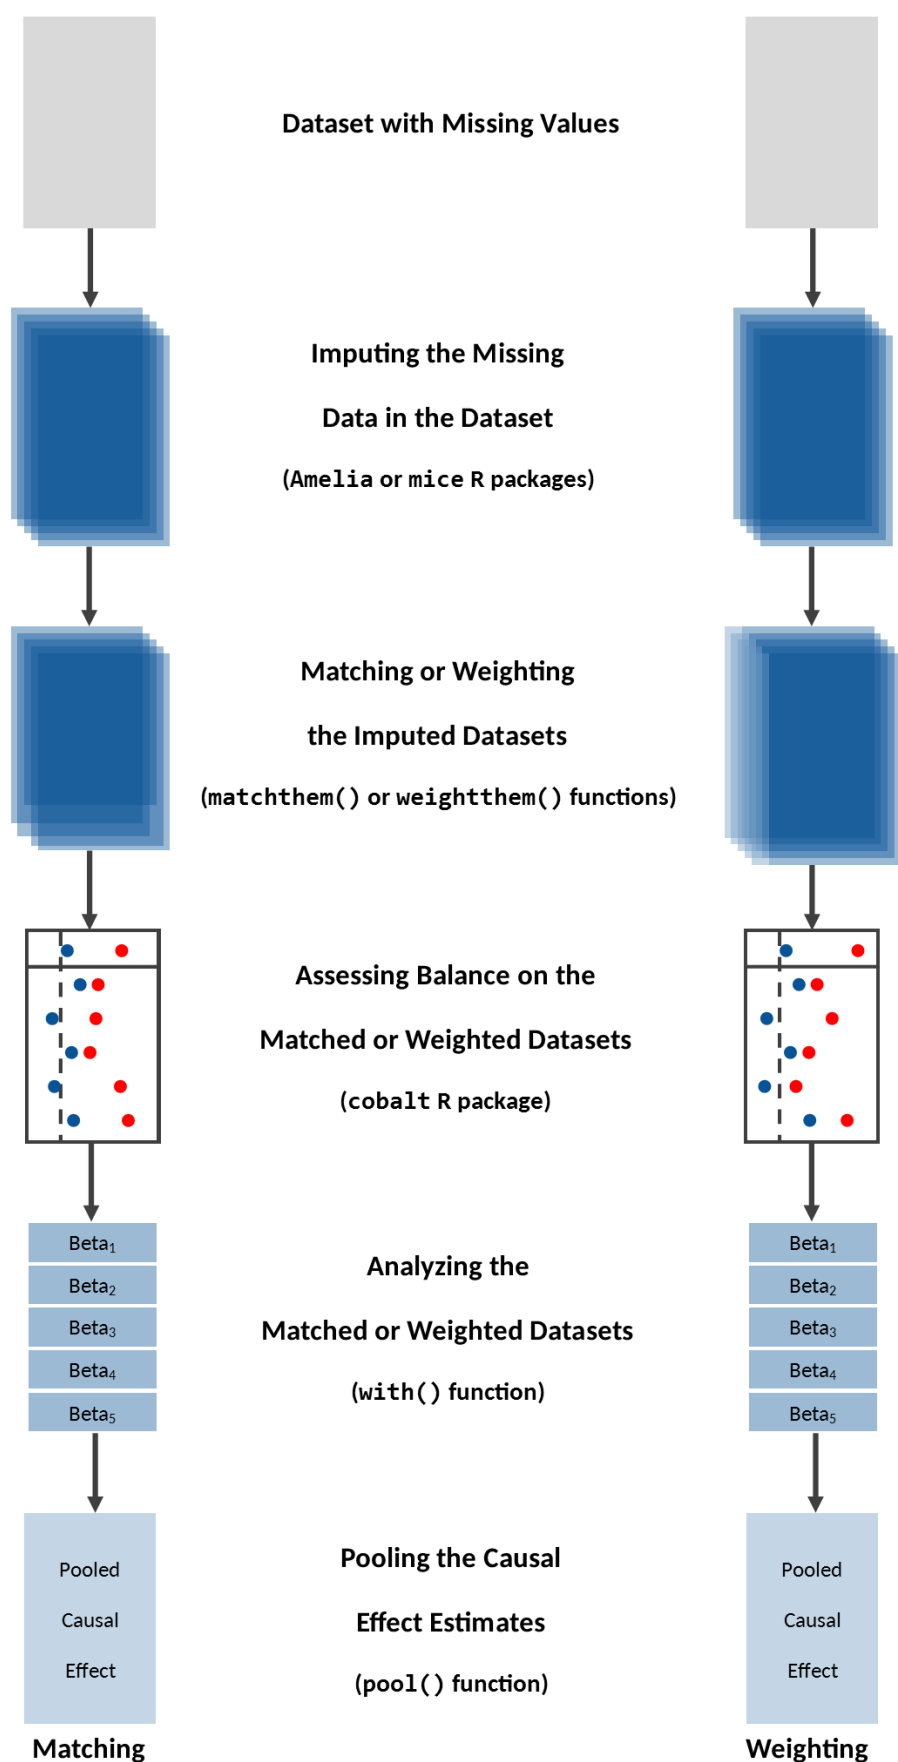 Dataset with Missing Values
Imputing the Missing
Data in the Dataset
(Amelia or mice R packages)
Matching or Weighting
the Imputed Datasets
(matchthem() or weightthem() functions)
Assessing Balance on the
Matched or Weighted Datasets
(cobalt R package)
Beta₁
Beta₂
Beta₃
Beta₄
Beta₅
Analyzing the
Matched or Weighted Datasets
(with() function)
Beta₁
Beta₂
Beta₃
Beta₄
Beta₅
Pooled
Causal
Effect
Pooling the Causal
Effect Estimates
(pool() function)
Pooled
Causal
Effect
Matching
Weighting